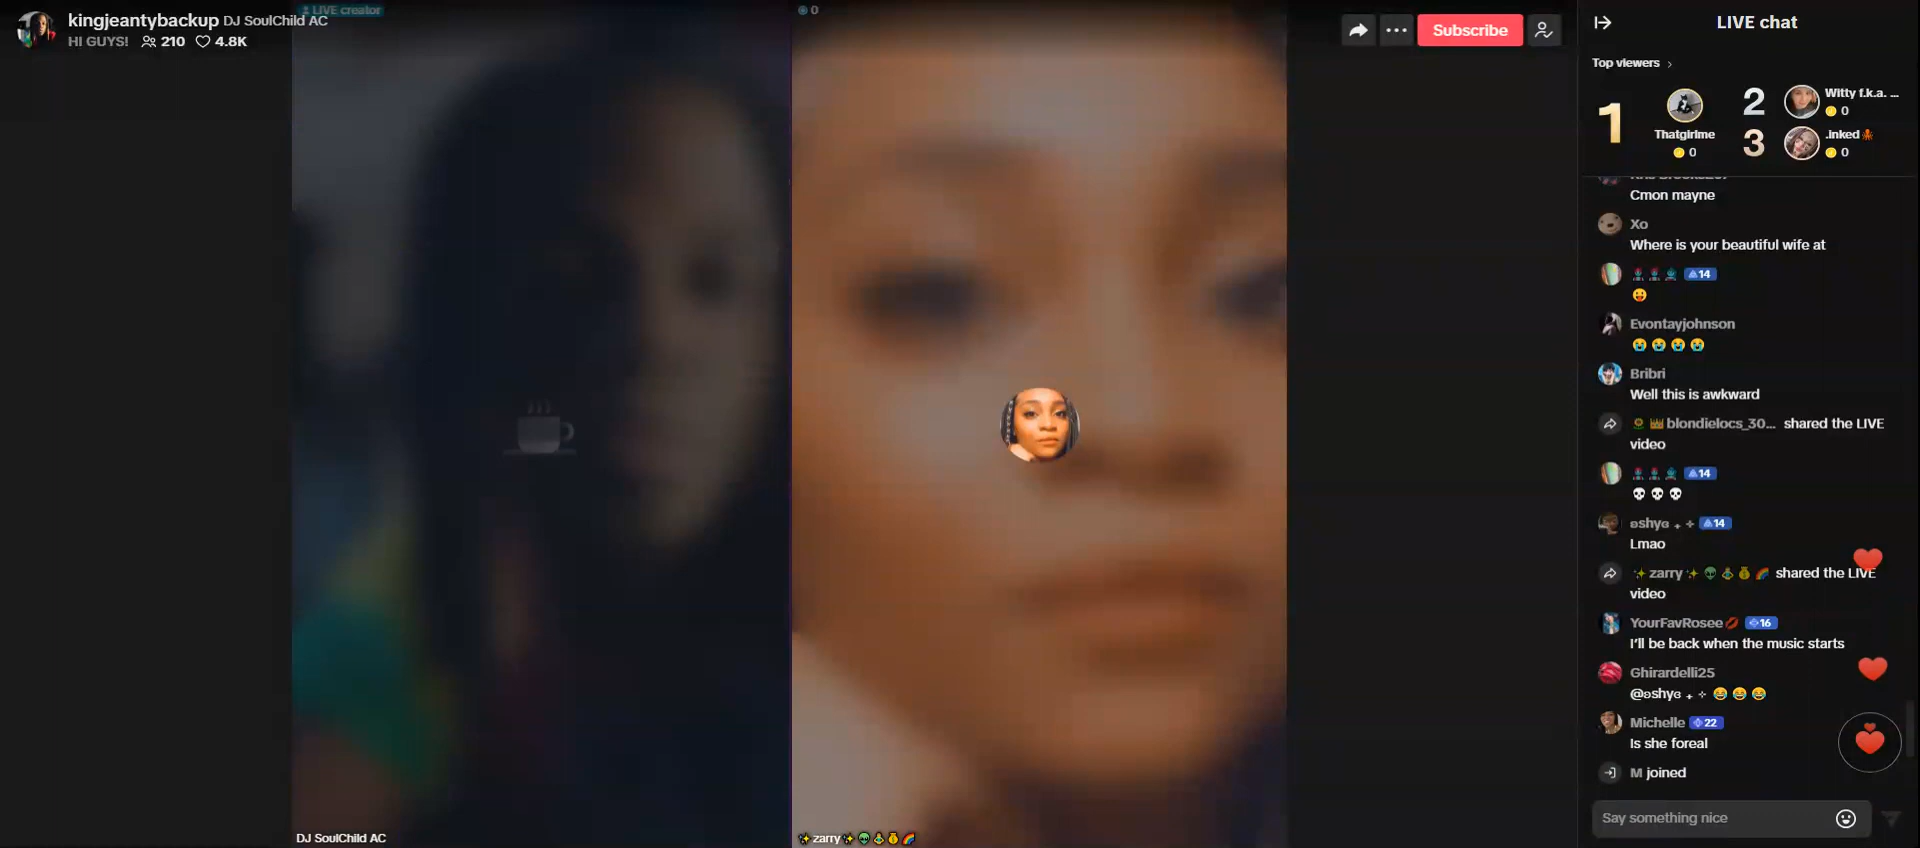 kingjeantybackup DJ SoulChild AC
HI GUYS! 210 4.8K
LIVE creator
0
Subscribe
LIVE chat
Top viewers
1
Thatgirlme
0
2
Witty f.k.a. ...
0
3
.inked
0
Cmon mayne
Xo
Where is your beautiful wife at
14
😛
Evontayjohnson
😭 😭 😭 😭
Bribri
Well this is awkward
blondielocs_30... shared the LIVE
video
14
💀 💀 💀
ʚshyɞ ₊ ⊹ 14
Lmao
✨ zarry ✨ 👽 shared the LIVE
video
YourFavRosee💋 16
I'll be back when the music starts
Ghirardelli25
@ʚshyɞ ₊ ⊹ 😂 😂 😂
Michelle 22
Is she foreal
M joined
Say something nice
DJ SoulChild AC
✨ zarry ✨ 👽